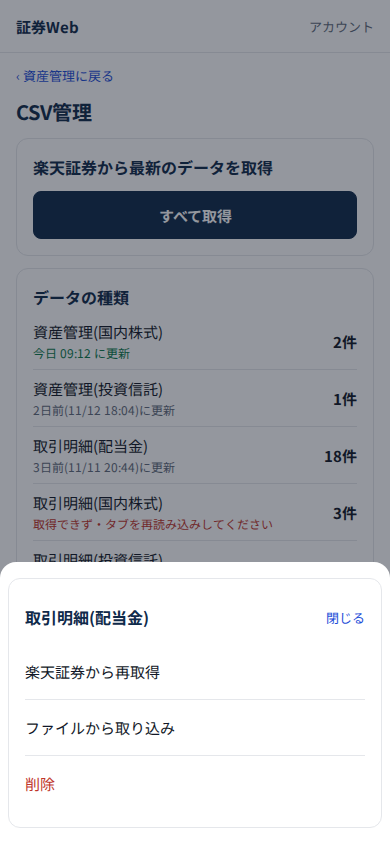 証券Web
アカウント
‹ 資産管理に戻る
CSV管理
楽天証券から最新のデータを取得
すべて取得
データの種類
資産管理(国内株式)
今日 09:12 に更新
2件
資産管理(投資信託)
2日前(11/12 18:04)に更新
1件
取引明細(配当金)
3日前(11/11 20:44)に更新
18件
取引明細(国内株式)
取得できず・タブを再読み込みしてください
3件
取引明細(投資信託)
取引明細(配当金)
閉じる
楽天証券から再取得
ファイルから取り込み
削除